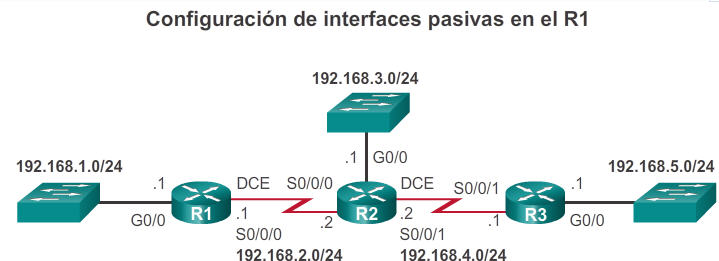 Configuración de interfaces pasivas en el R1
192.168.3.0/24
.1 G0/0
192.168.1.0/24
192.168.5.0/24
.1 DCE S0/0/0 DCE S0/0/1 .1
R1 R2 R3
G0/0 .1 .2 .2 .1 G0/0
S0/0/0 S0/0/1
192.168.2.0/24 192.168.4.0/24